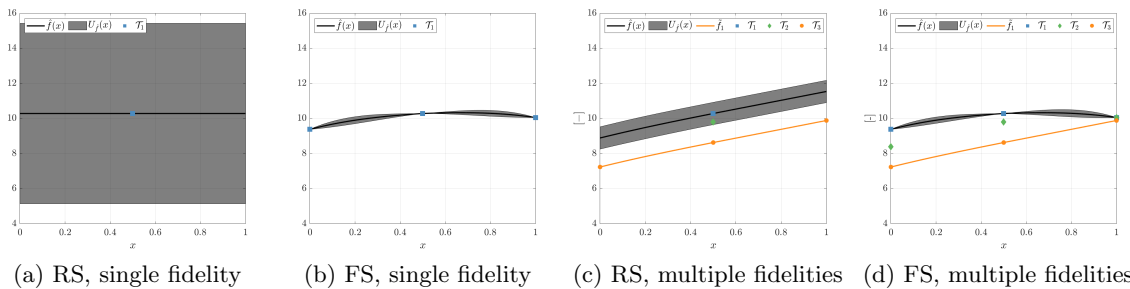 f̂(x) U_f̂(x) 𝒯₁
16
14
12
10
8
6
4
0 0.2 0.4 0.6 0.8 1
x
(a) RS, single fidelity
f̂(x) U_f̂(x) 𝒯₁
16
14
12
10
8
6
4
0 0.2 0.4 0.6 0.8 1
x
(b) FS, single fidelity
f̂(x) U_f̂(x) f̂₁ 𝒯₁ 𝒯₂ 𝒯₃
16
14
12
10
8
6
4
[−]
0 0.2 0.4 0.6 0.8 1
x
(c) RS, multiple fidelities
f̂(x) U_f̂(x) f̂₁ 𝒯₁ 𝒯₂ 𝒯₃
16
14
12
10
8
6
4
[−]
0 0.2 0.4 0.6 0.8 1
x
(d) FS, multiple fidelities